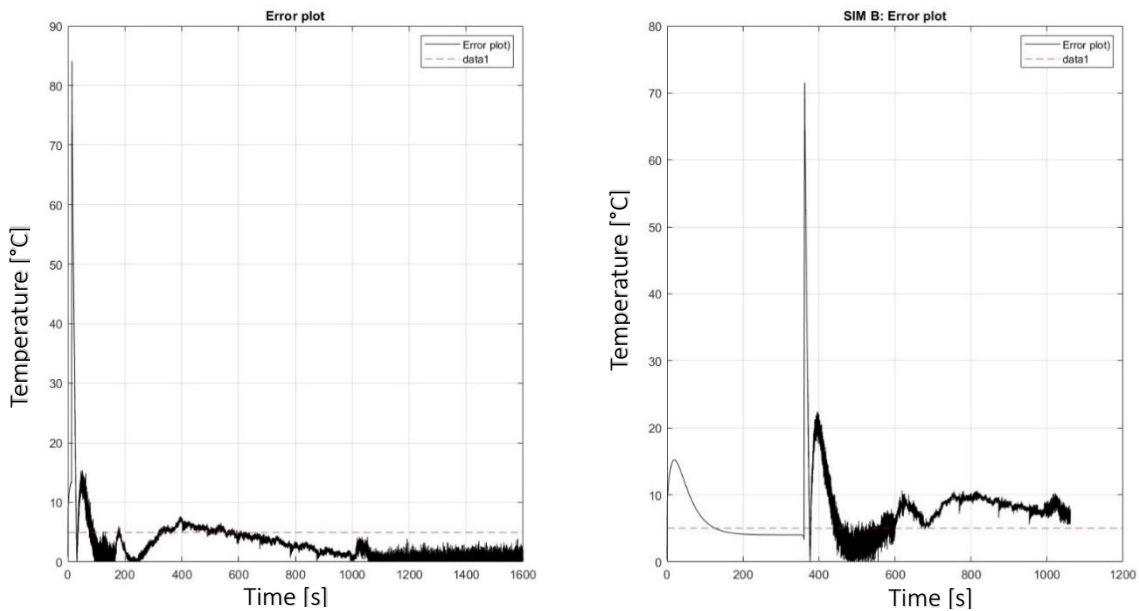 Error plot
Error plot)
data1
90
80
70
60
50
40
30
20
10
0
Temperature [°C]
0 200 400 600 800 1000 1200 1400 1600
Time [s]
SIM B: Error plot
Error plot)
data1
80
70
60
50
40
30
20
10
0
Temperature [°C]
0 200 400 600 800 1000 1200
Time [s]